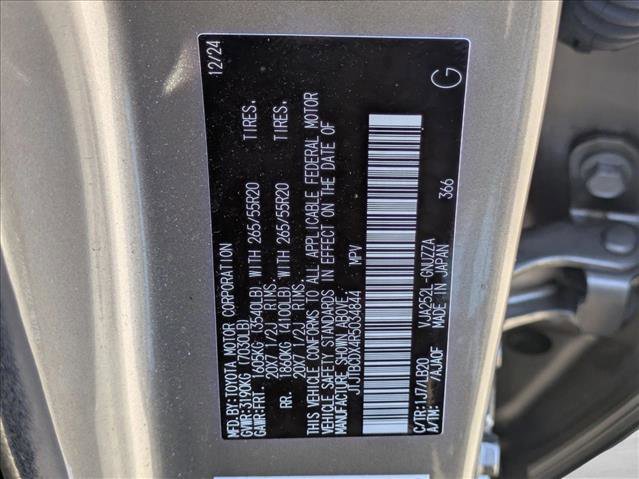 MFD.BY:TOYOTA MOTOR CORPORATION 12/24
GVWR:3190KG (7030LB)
GAWR:FRT. 1605KG (3540LB) WITH 265/55R20 TIRES.
20X7 1/2J RIMS.
RR. 1860KG (4100LB) WITH 265/55R20 TIRES.
20X7 1/2J RIMS.
THIS VEHICLE CONFORMS TO ALL APPLICABLE FEDERAL MOTOR
VEHICLE SAFETY STANDARDS IN EFFECT ON THE DATE OF
MANUFACTURE SHOWN ABOVE.
JTJTBCDX4R5034844 MPV
C/TR:1J7/LB20 VJA252L-GNUZZA 366
A/TM: /AJA0F MADE IN JAPAN
G